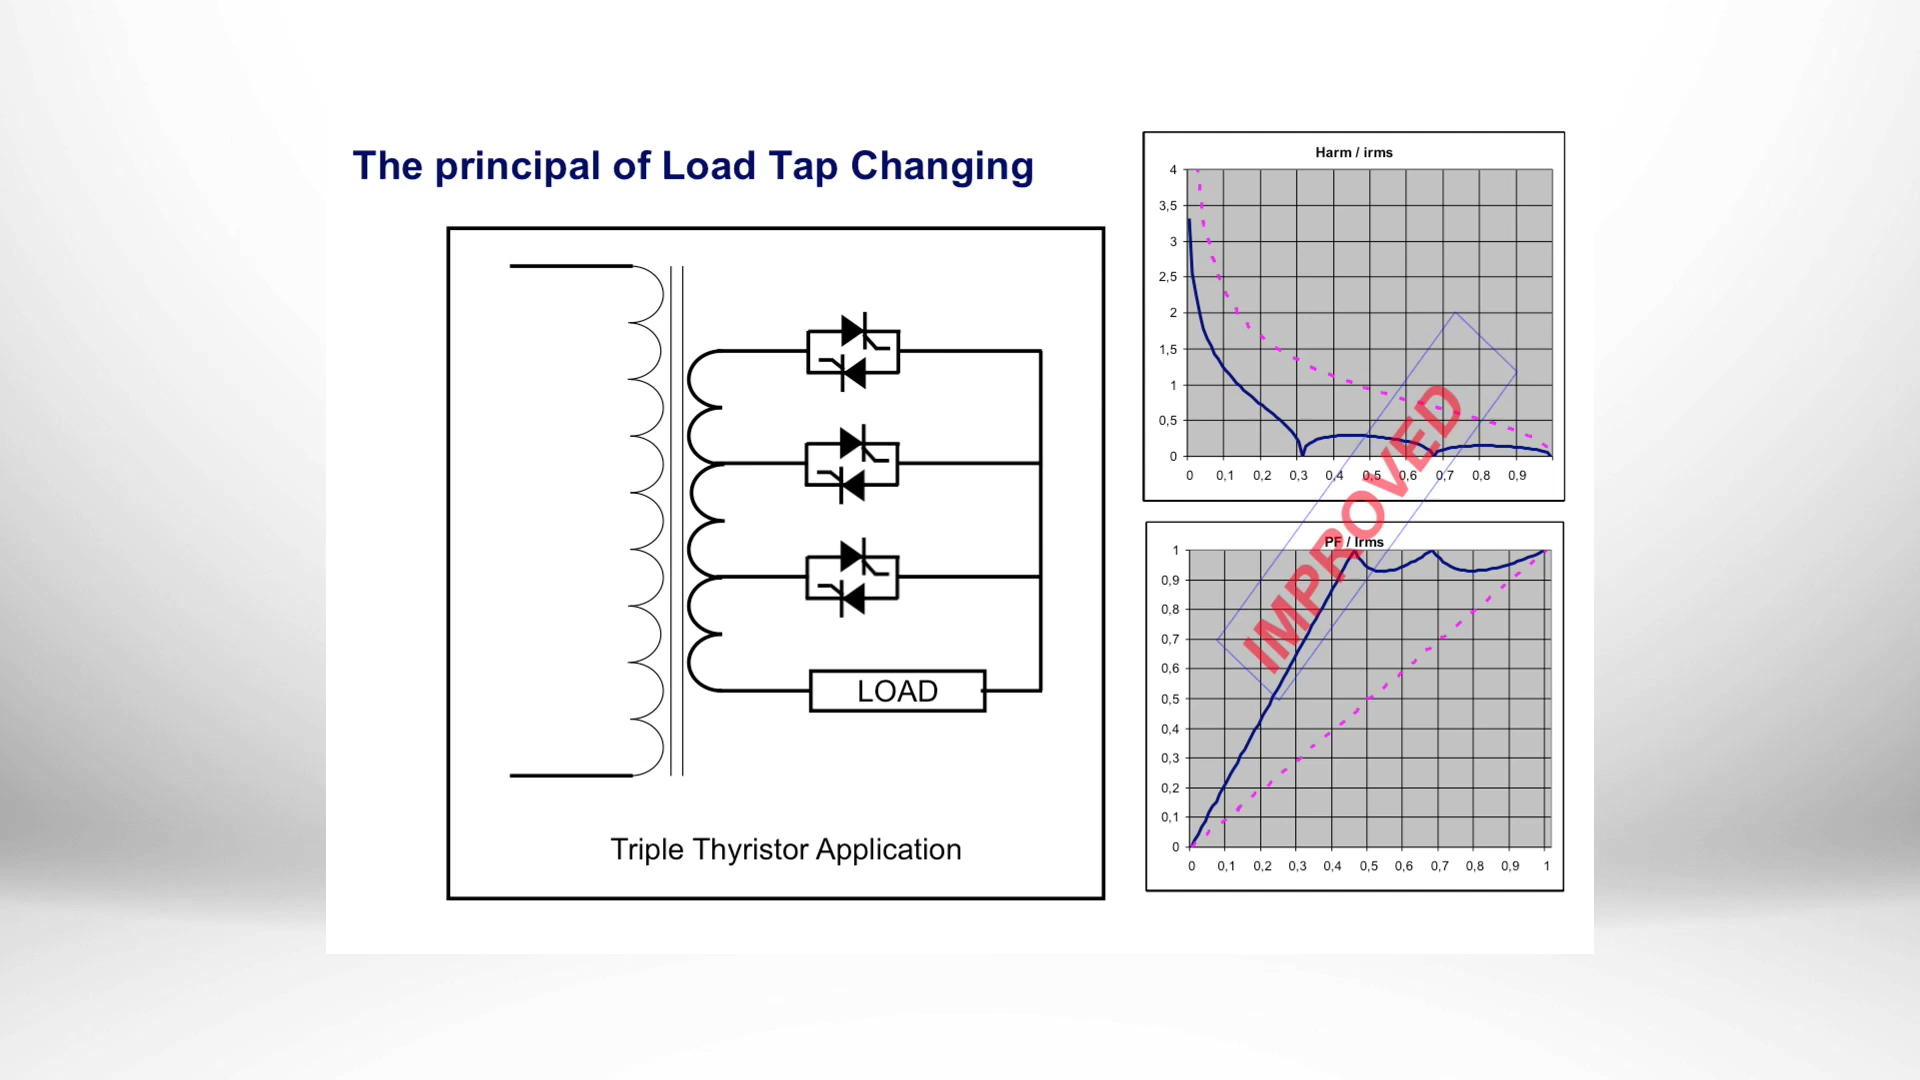 The principal of Load Tap Changing
LOAD
Triple Thyristor Application
Harm / irms
4
3,5
3
2,5
2
1,5
1
0,5
0
0 0,1 0,2 0,3 0,4 0,5 0,6 0,7 0,8 0,9
IMPROVED
PF / Irms
1
0,9
0,8
0,7
0,6
0,5
0,4
0,3
0,2
0,1
0
0 0,1 0,2 0,3 0,4 0,5 0,6 0,7 0,8 0,9 1